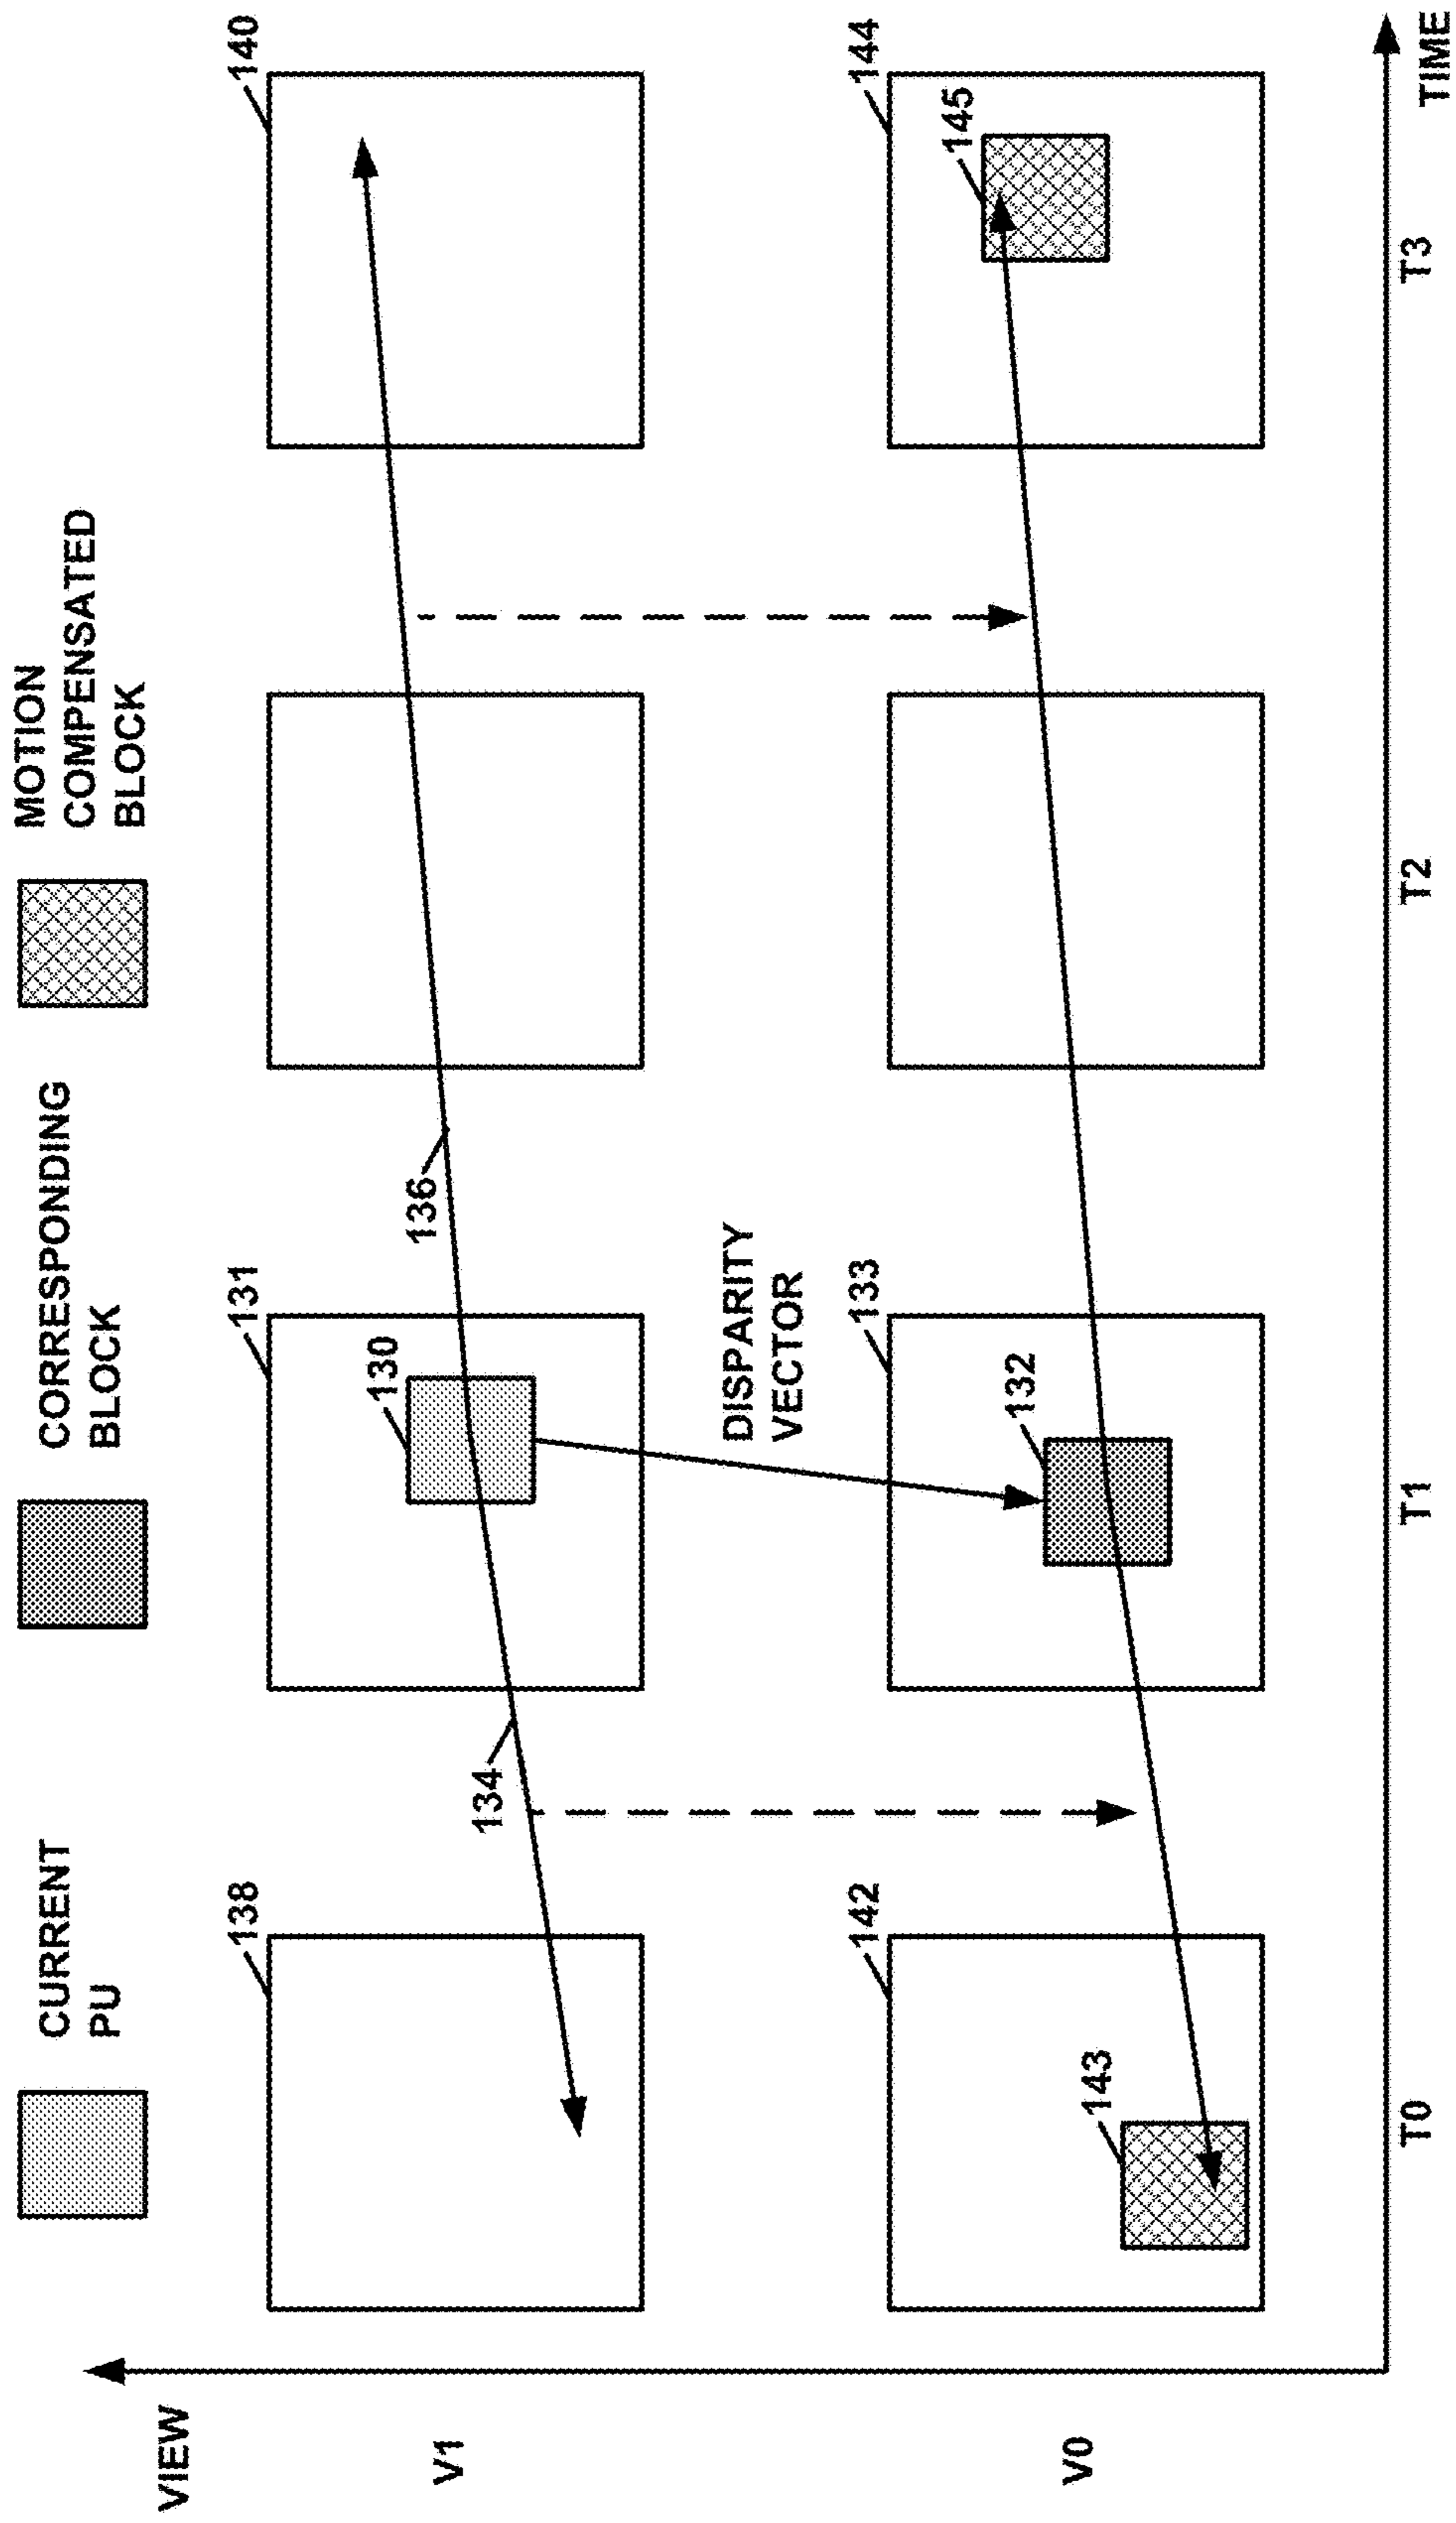 CURRENT
PU
CORRESPONDING
BLOCK
MOTION
COMPENSATED
BLOCK
VIEW
138
131
140
130
136
134
V1
DISPARITY
VECTOR
142
133
144
145
132
143
V0
T0
T1
T2
T3
TIME